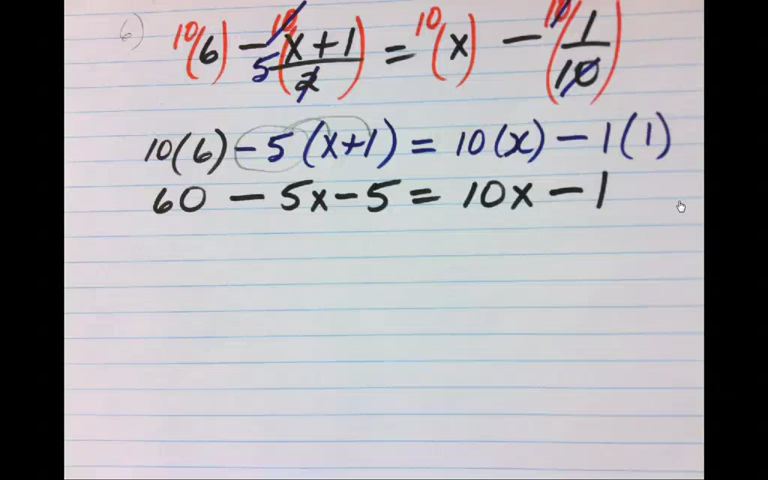 6) 10(6) - 10 5(x+1/2) = 10(x) - 10(1/10)
10(6) - 5(x+1) = 10(x) - 1(1)
60 - 5x - 5 = 10x - 1